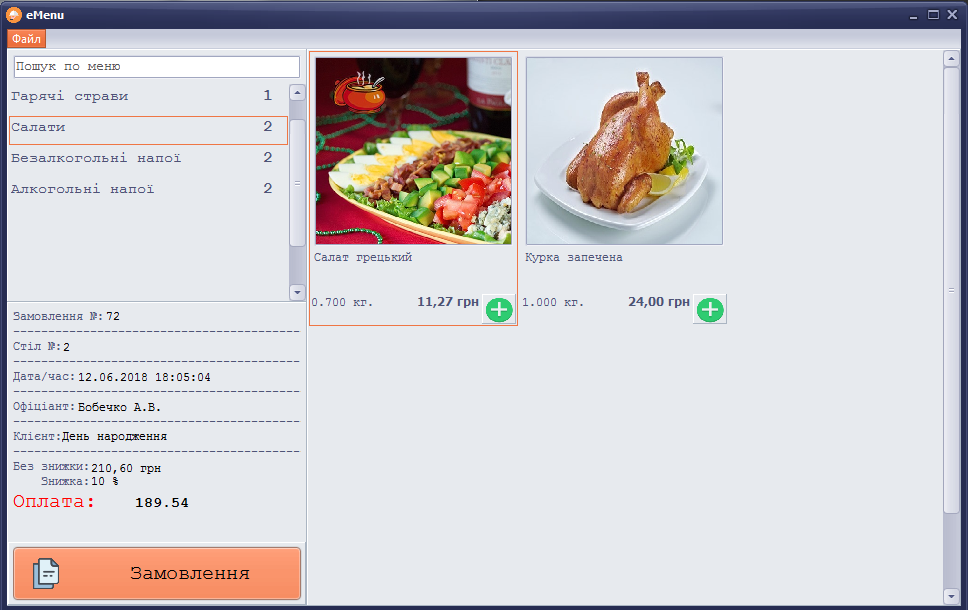 eMenu
Файл
Пошук по меню
Гарячі страви 1
Салати 2
Безалкогольні напої 2
Алкогольні напої 2
Замовлення №: 72
Стіл №: 2
Дата/час: 12.06.2018 18:05:04
Офіціант: Бобечко А.В.
Клієнт: День народження
Без знижки: 210,60 грн
Знижка: 10 %
Оплата: 189.54
Замовлення
Салат грецький
0.700 кг. 11,27 грн
Курка запечена
1.000 кг. 24,00 грн